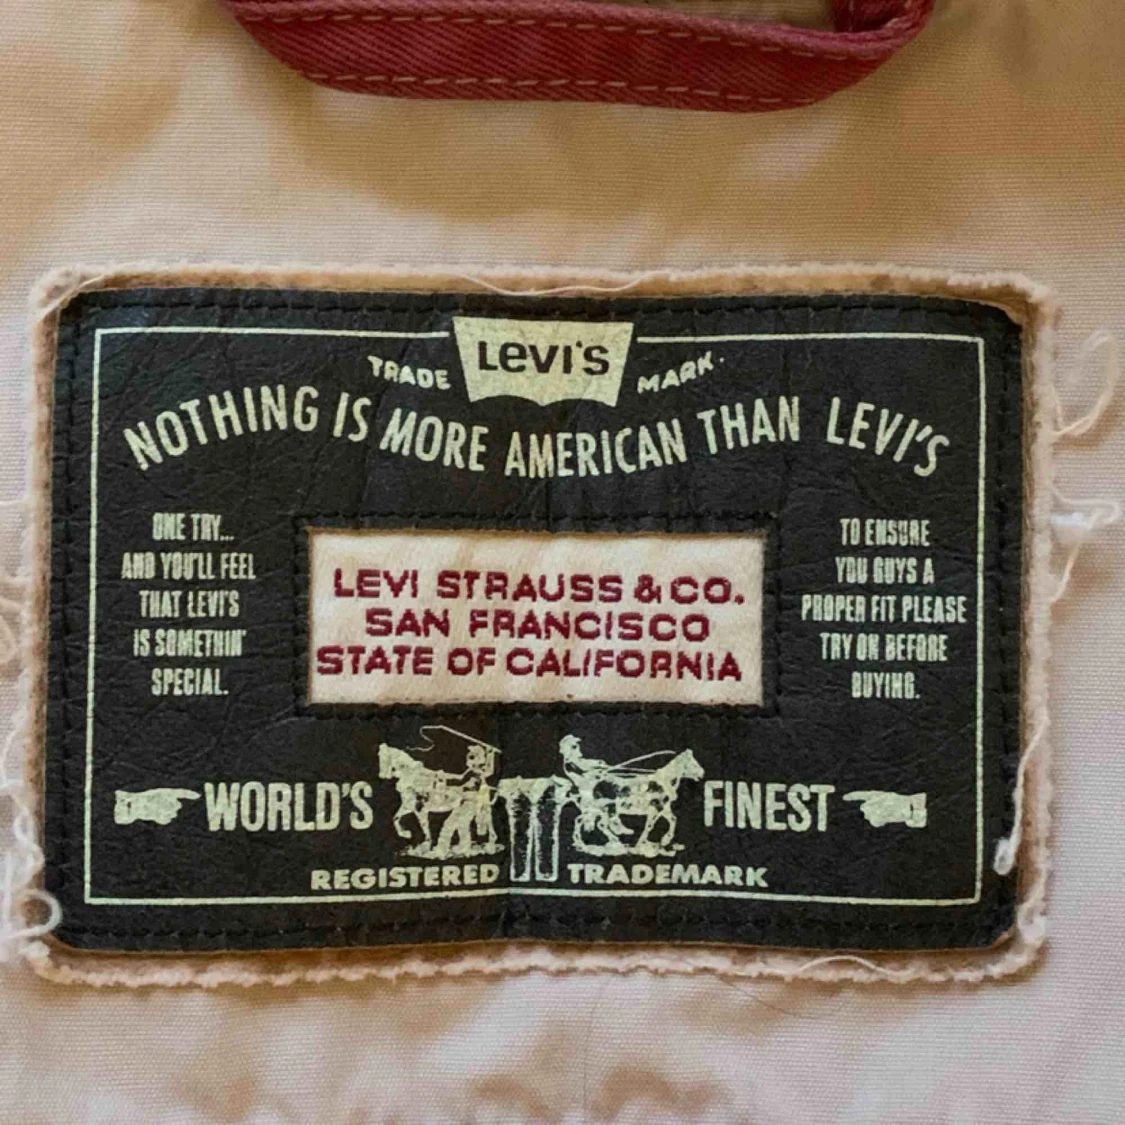 LEVI'S
TRADE MARK.
NOTHING IS MORE AMERICAN THAN LEVI'S
ONE TRY...
AND YOU'LL FEEL
THAT LEVI'S
IS SOMETHIN'
SPECIAL.
LEVI STRAUSS & CO.
SAN FRANCISCO
STATE OF CALIFORNIA
TO ENSURE
YOU GUYS A
PROPER FIT PLEASE
TRY ON BEFORE
BUYING.
WORLD'S FINEST
REGISTERED TRADEMARK